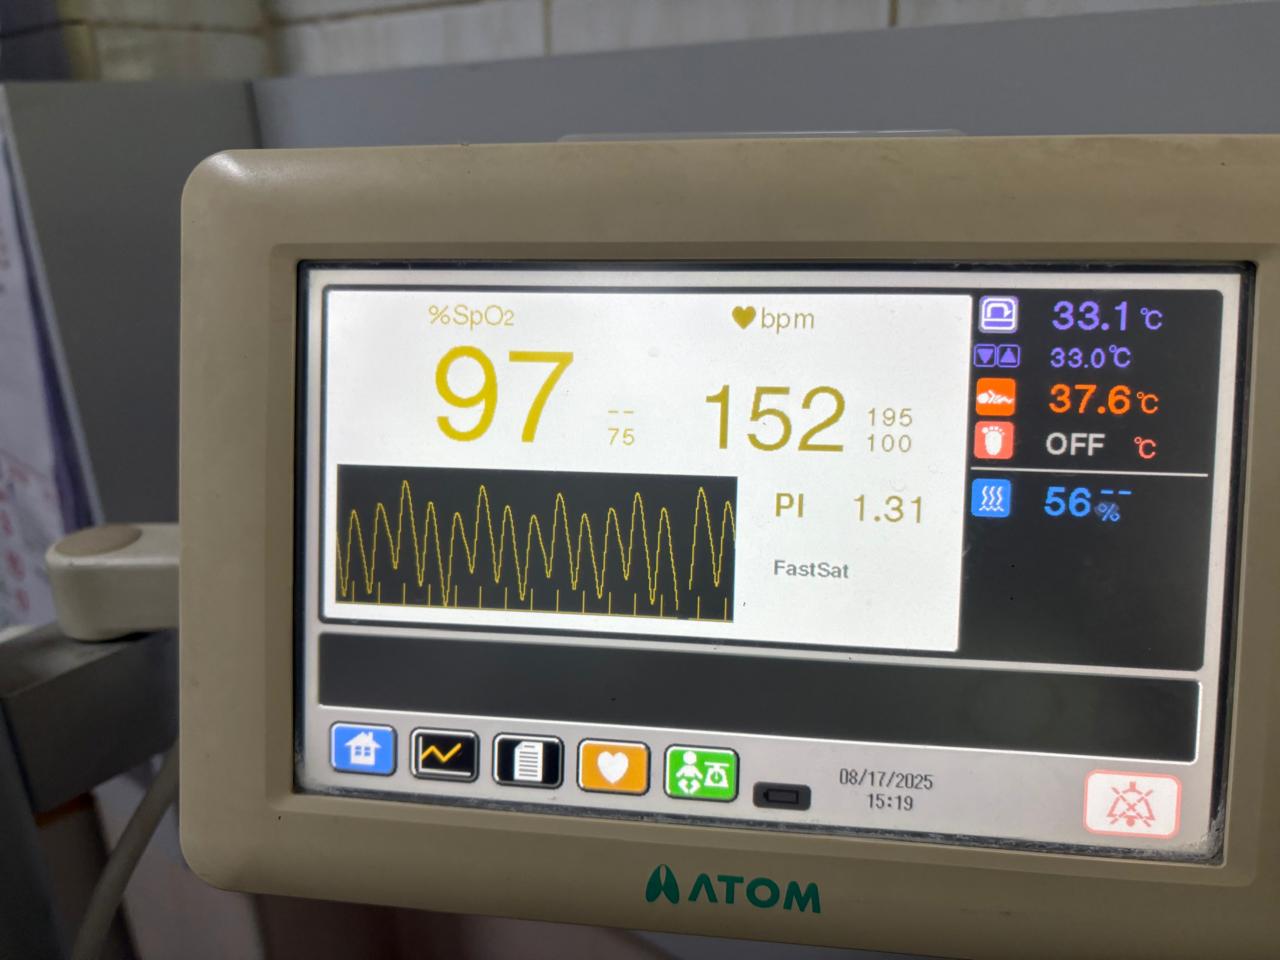 %SpO2
97
--
75
bpm
152
195
100
PI 1.31
FastSat
33.1 ℃
33.0℃
37.6℃
OFF ℃
56 --
%
08/17/2025
15:19
ATOM